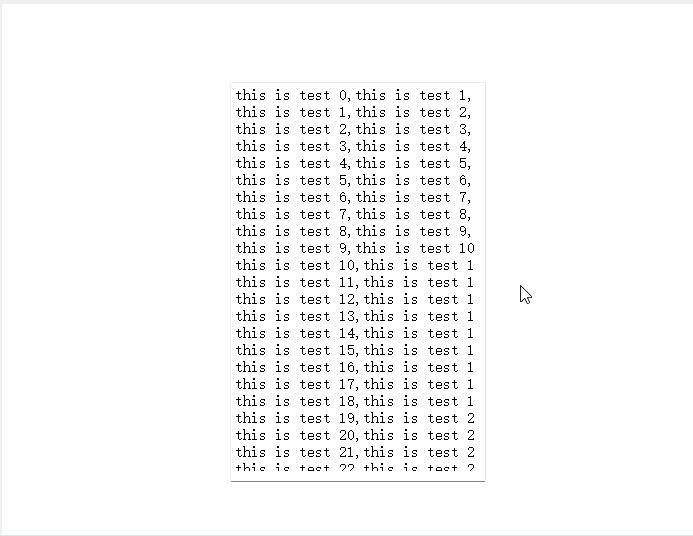 this is test 0,this is test 1,
this is test 1,this is test 2,
this is test 2,this is test 3,
this is test 3,this is test 4,
this is test 4,this is test 5,
this is test 5,this is test 6,
this is test 6,this is test 7,
this is test 7,this is test 8,
this is test 8,this is test 9,
this is test 9,this is test 10
this is test 10,this is test 1
this is test 11,this is test 1
this is test 12,this is test 1
this is test 13,this is test 1
this is test 14,this is test 1
this is test 15,this is test 1
this is test 16,this is test 1
this is test 17,this is test 1
this is test 18,this is test 1
this is test 19,this is test 2
this is test 20,this is test 2
this is test 21,this is test 2
this is test 22,this is test 2